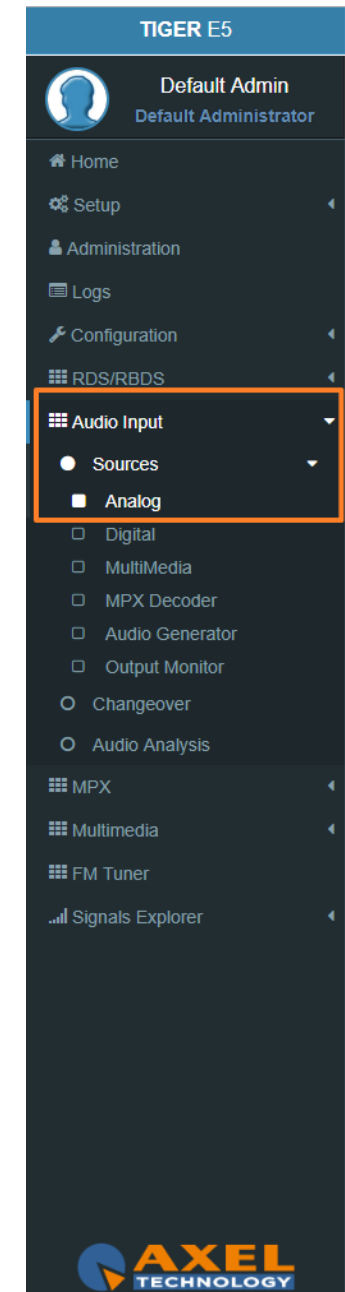 TIGER E5
Default Admin
Default Administrator
Home
Setup
Administration
Logs
Configuration
RDS/RBDS
Audio Input
Sources
Analog
Digital
MultiMedia
MPX Decoder
Audio Generator
Output Monitor
Changeover
Audio Analysis
MPX
Multimedia
FM Tuner
Signals Explorer
AXEL
TECHNOLOGY